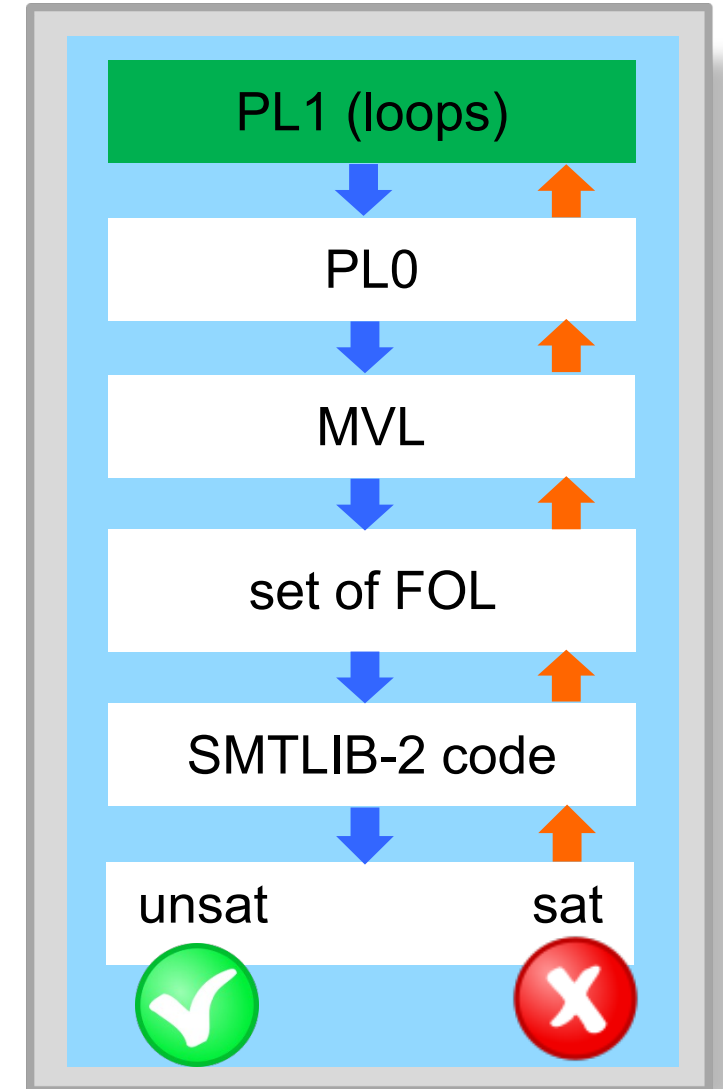 PL1 (loops)
PL0
MVL
set of FOL
SMTLIB-2 code
unsat sat